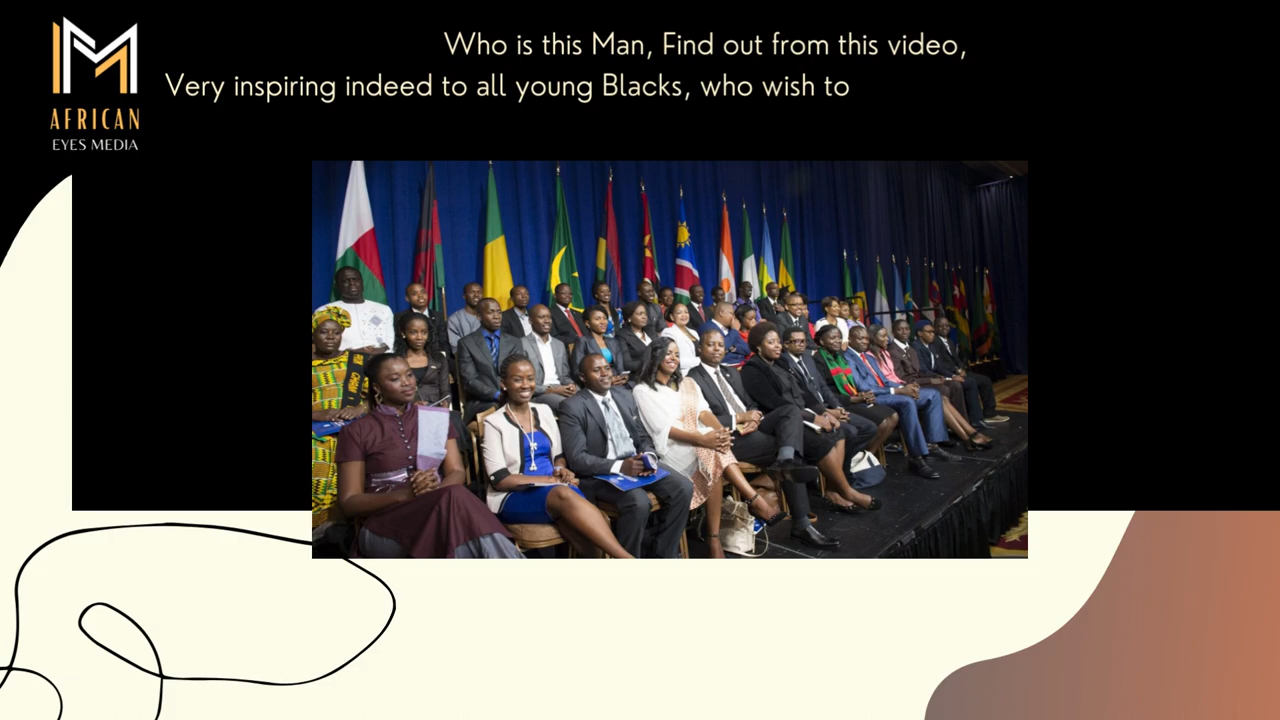 Who is this Man, Find out from this video,
Very inspiring indeed to all young Blacks, who wish to
AFRICAN
EYES MEDIA